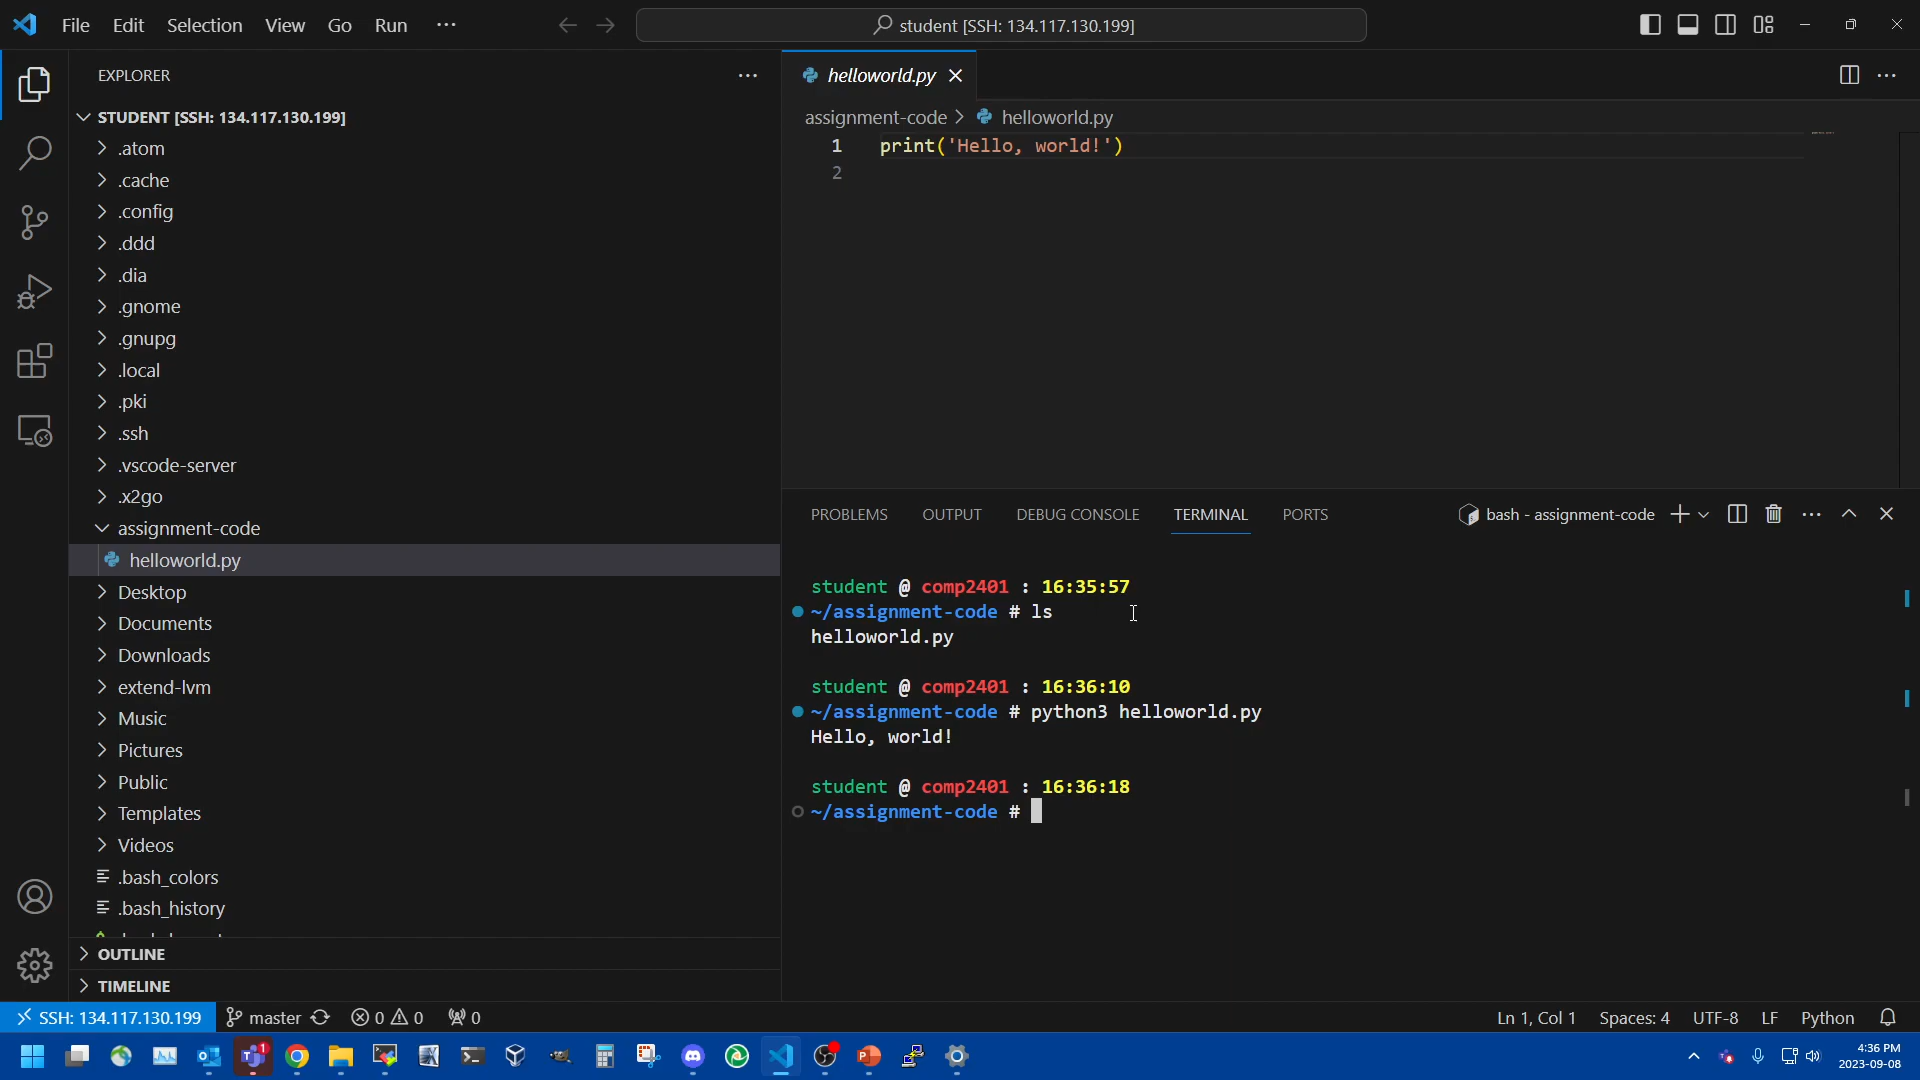 File Edit Selection View Go Run ···
student [SSH: 134.117.130.199]
EXPLORER
STUDENT [SSH: 134.117.130.199]
.atom
.cache
.config
.ddd
.dia
.gnome
.gnupg
.local
.pki
.ssh
.vscode-server
.x2go
assignment-code
helloworld.py
Desktop
Documents
Downloads
extend-lvm
Music
Pictures
Public
Templates
Videos
.bash_colors
.bash_history
OUTLINE
TIMELINE
helloworld.py
assignment-code > helloworld.py
1 print('Hello, world!')
2
PROBLEMS OUTPUT DEBUG CONSOLE TERMINAL PORTS
bash - assignment-code
student @ comp2401 : 16:35:57
~/assignment-code # ls
helloworld.py
student @ comp2401 : 16:36:10
~/assignment-code # python3 helloworld.py
Hello, world!
student @ comp2401 : 16:36:18
~/assignment-code #
SSH: 134.117.130.199 master 0 0 0
Ln 1, Col 1 Spaces: 4 UTF-8 LF Python
1
4:36 PM
2023-09-08